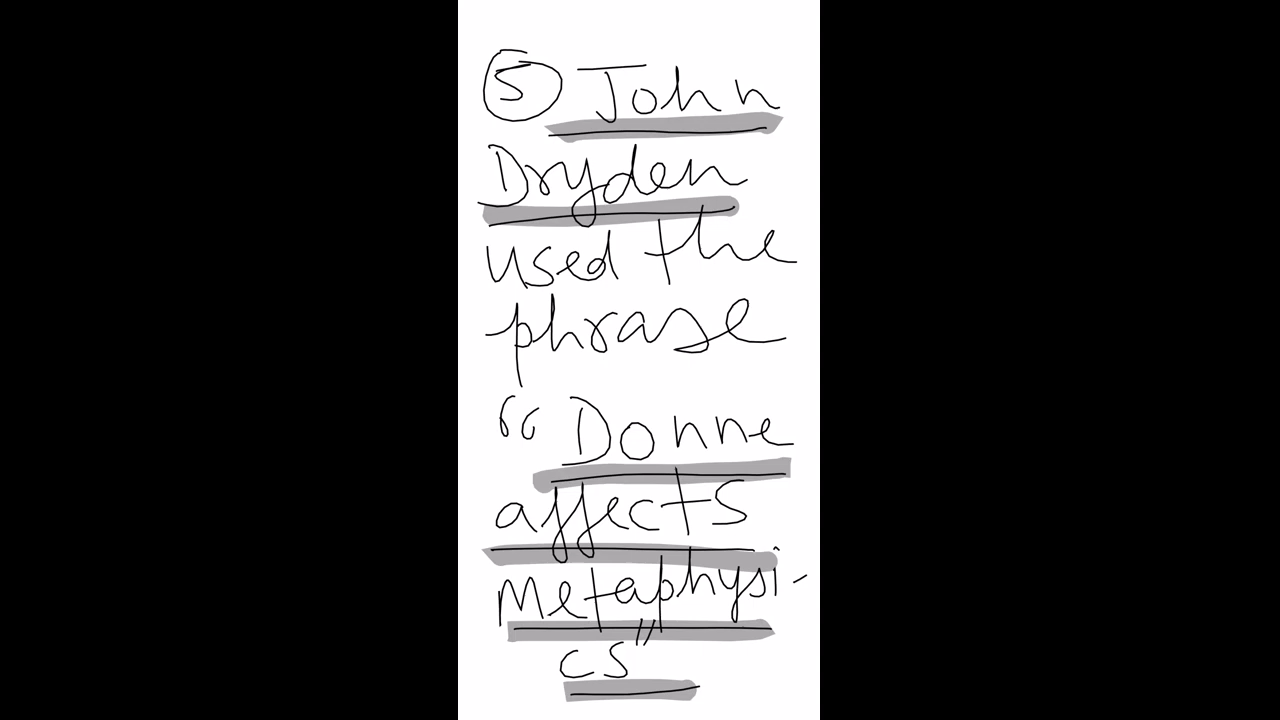 5 John
Dryden
used the
phrase
"Donne
affects
Metaphysi-
cs"